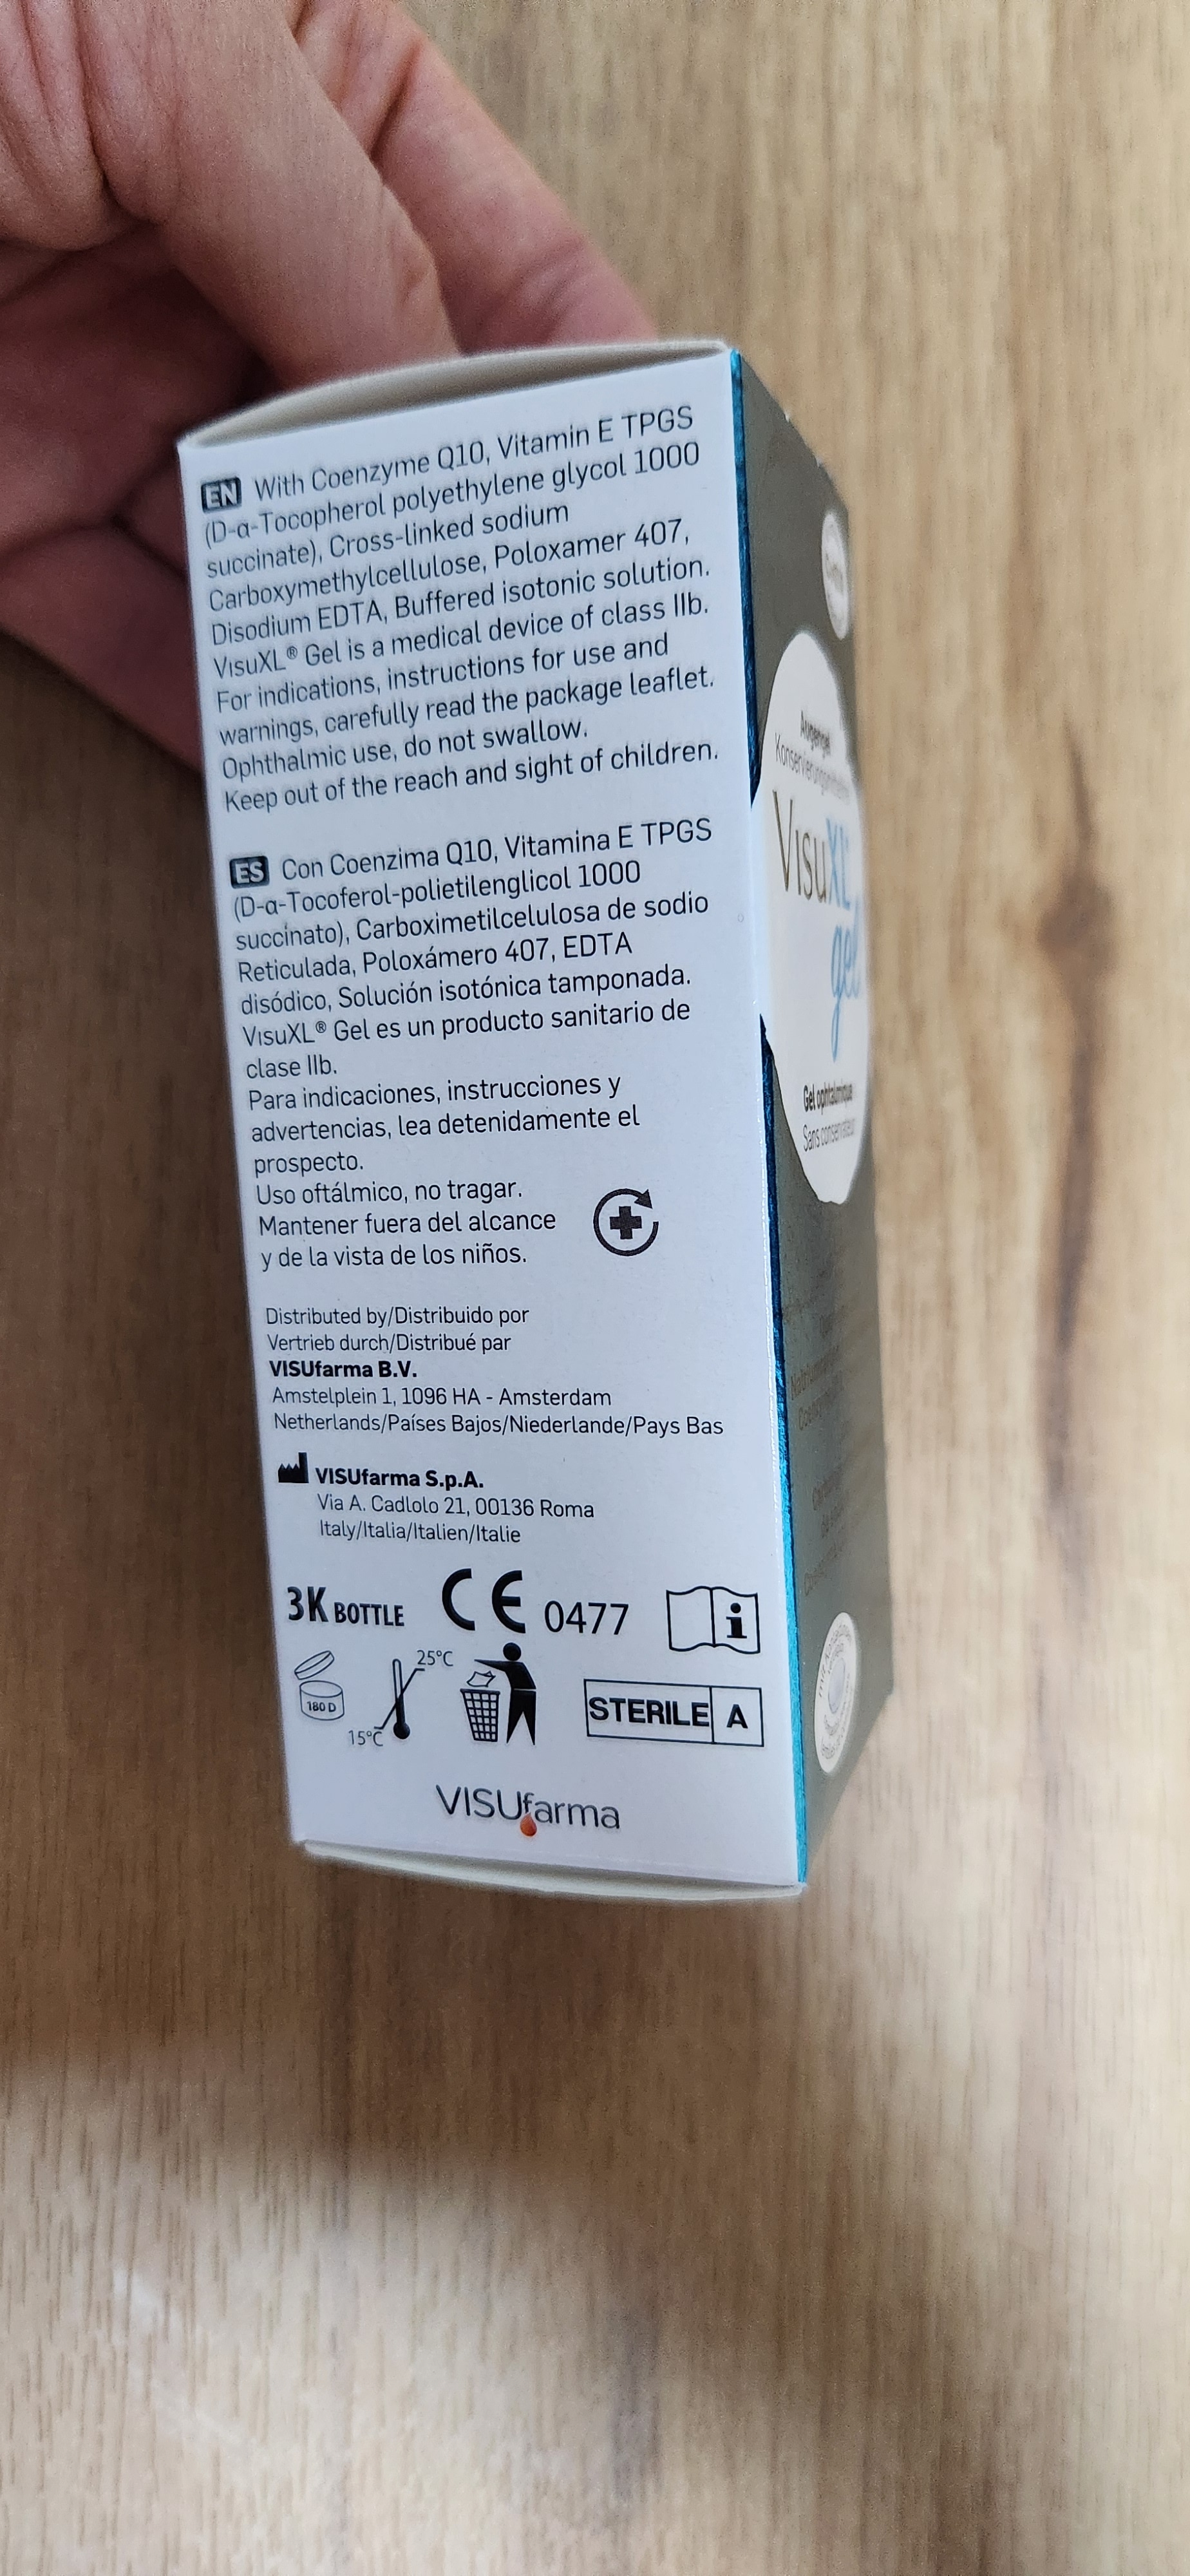 EN With Coenzyme Q10, Vitamin E TPGS
(D-α-Tocopherol polyethylene glycol 1000
succinate), Cross-linked sodium
Carboxymethylcellulose, Poloxamer 407,
Disodium EDTA, Buffered isotonic solution.
VısuXL® Gel is a medical device of class IIb.
For indications, instructions for use and
warnings, carefully read the package leaflet.
Ophthalmic use, do not swallow.
Keep out of the reach and sight of children.
ES Con Coenzima Q10, Vitamina E TPGS
(D-α-Tocoferol-polietilenglicol 1000
succinato), Carboximetilcelulosa de sodio
Reticulada, Poloxámero 407, EDTA
disódico, Solución isotónica tamponada.
VısuXL® Gel es un producto sanitario de
clase IIb.
Para indicaciones, instrucciones y
advertencias, lea detenidamente el
prospecto.
Uso oftálmico, no tragar.
Mantener fuera del alcance
y de la vista de los niños.
Distributed by/Distribuido por
Vertrieb durch/Distribué par
VISUfarma B.V.
Amstelplein 1, 1096 HA - Amsterdam
Netherlands/Países Bajos/Niederlande/Pays Bas
VISUfarma S.p.A.
Via A. Cadlolo 21, 00136 Roma
Italy/Italia/Italien/Italie
3K BOTTLE CE 0477 i
180 D 15°C 25°C STERILE A
VISUfarma
Augengel
VısuXL®
gel
Gel ophtalmique
Sans conservateur